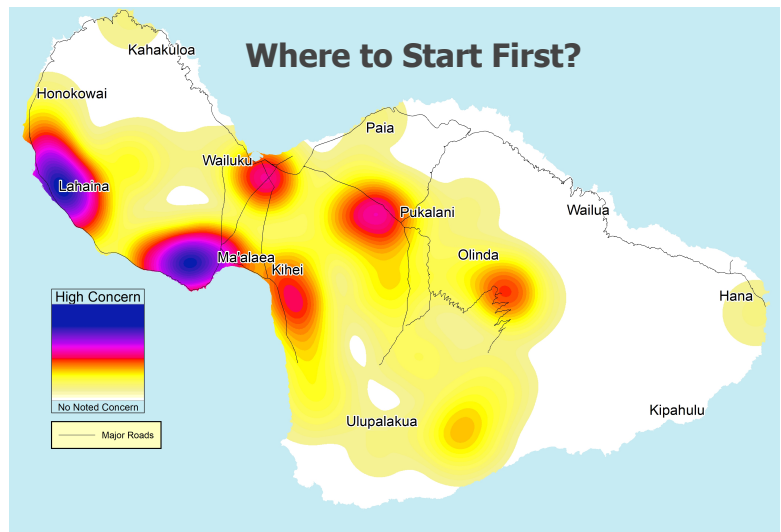 Where to Start First?
Kahakuloa
Honokowai
Paia
Wailuku
Lahaina
Pukalani
Wailua
Olinda
Ma'alaea
Kihei
Hana
High Concern
No Noted Concern
Kipahulu
Ulupalakua
Major Roads